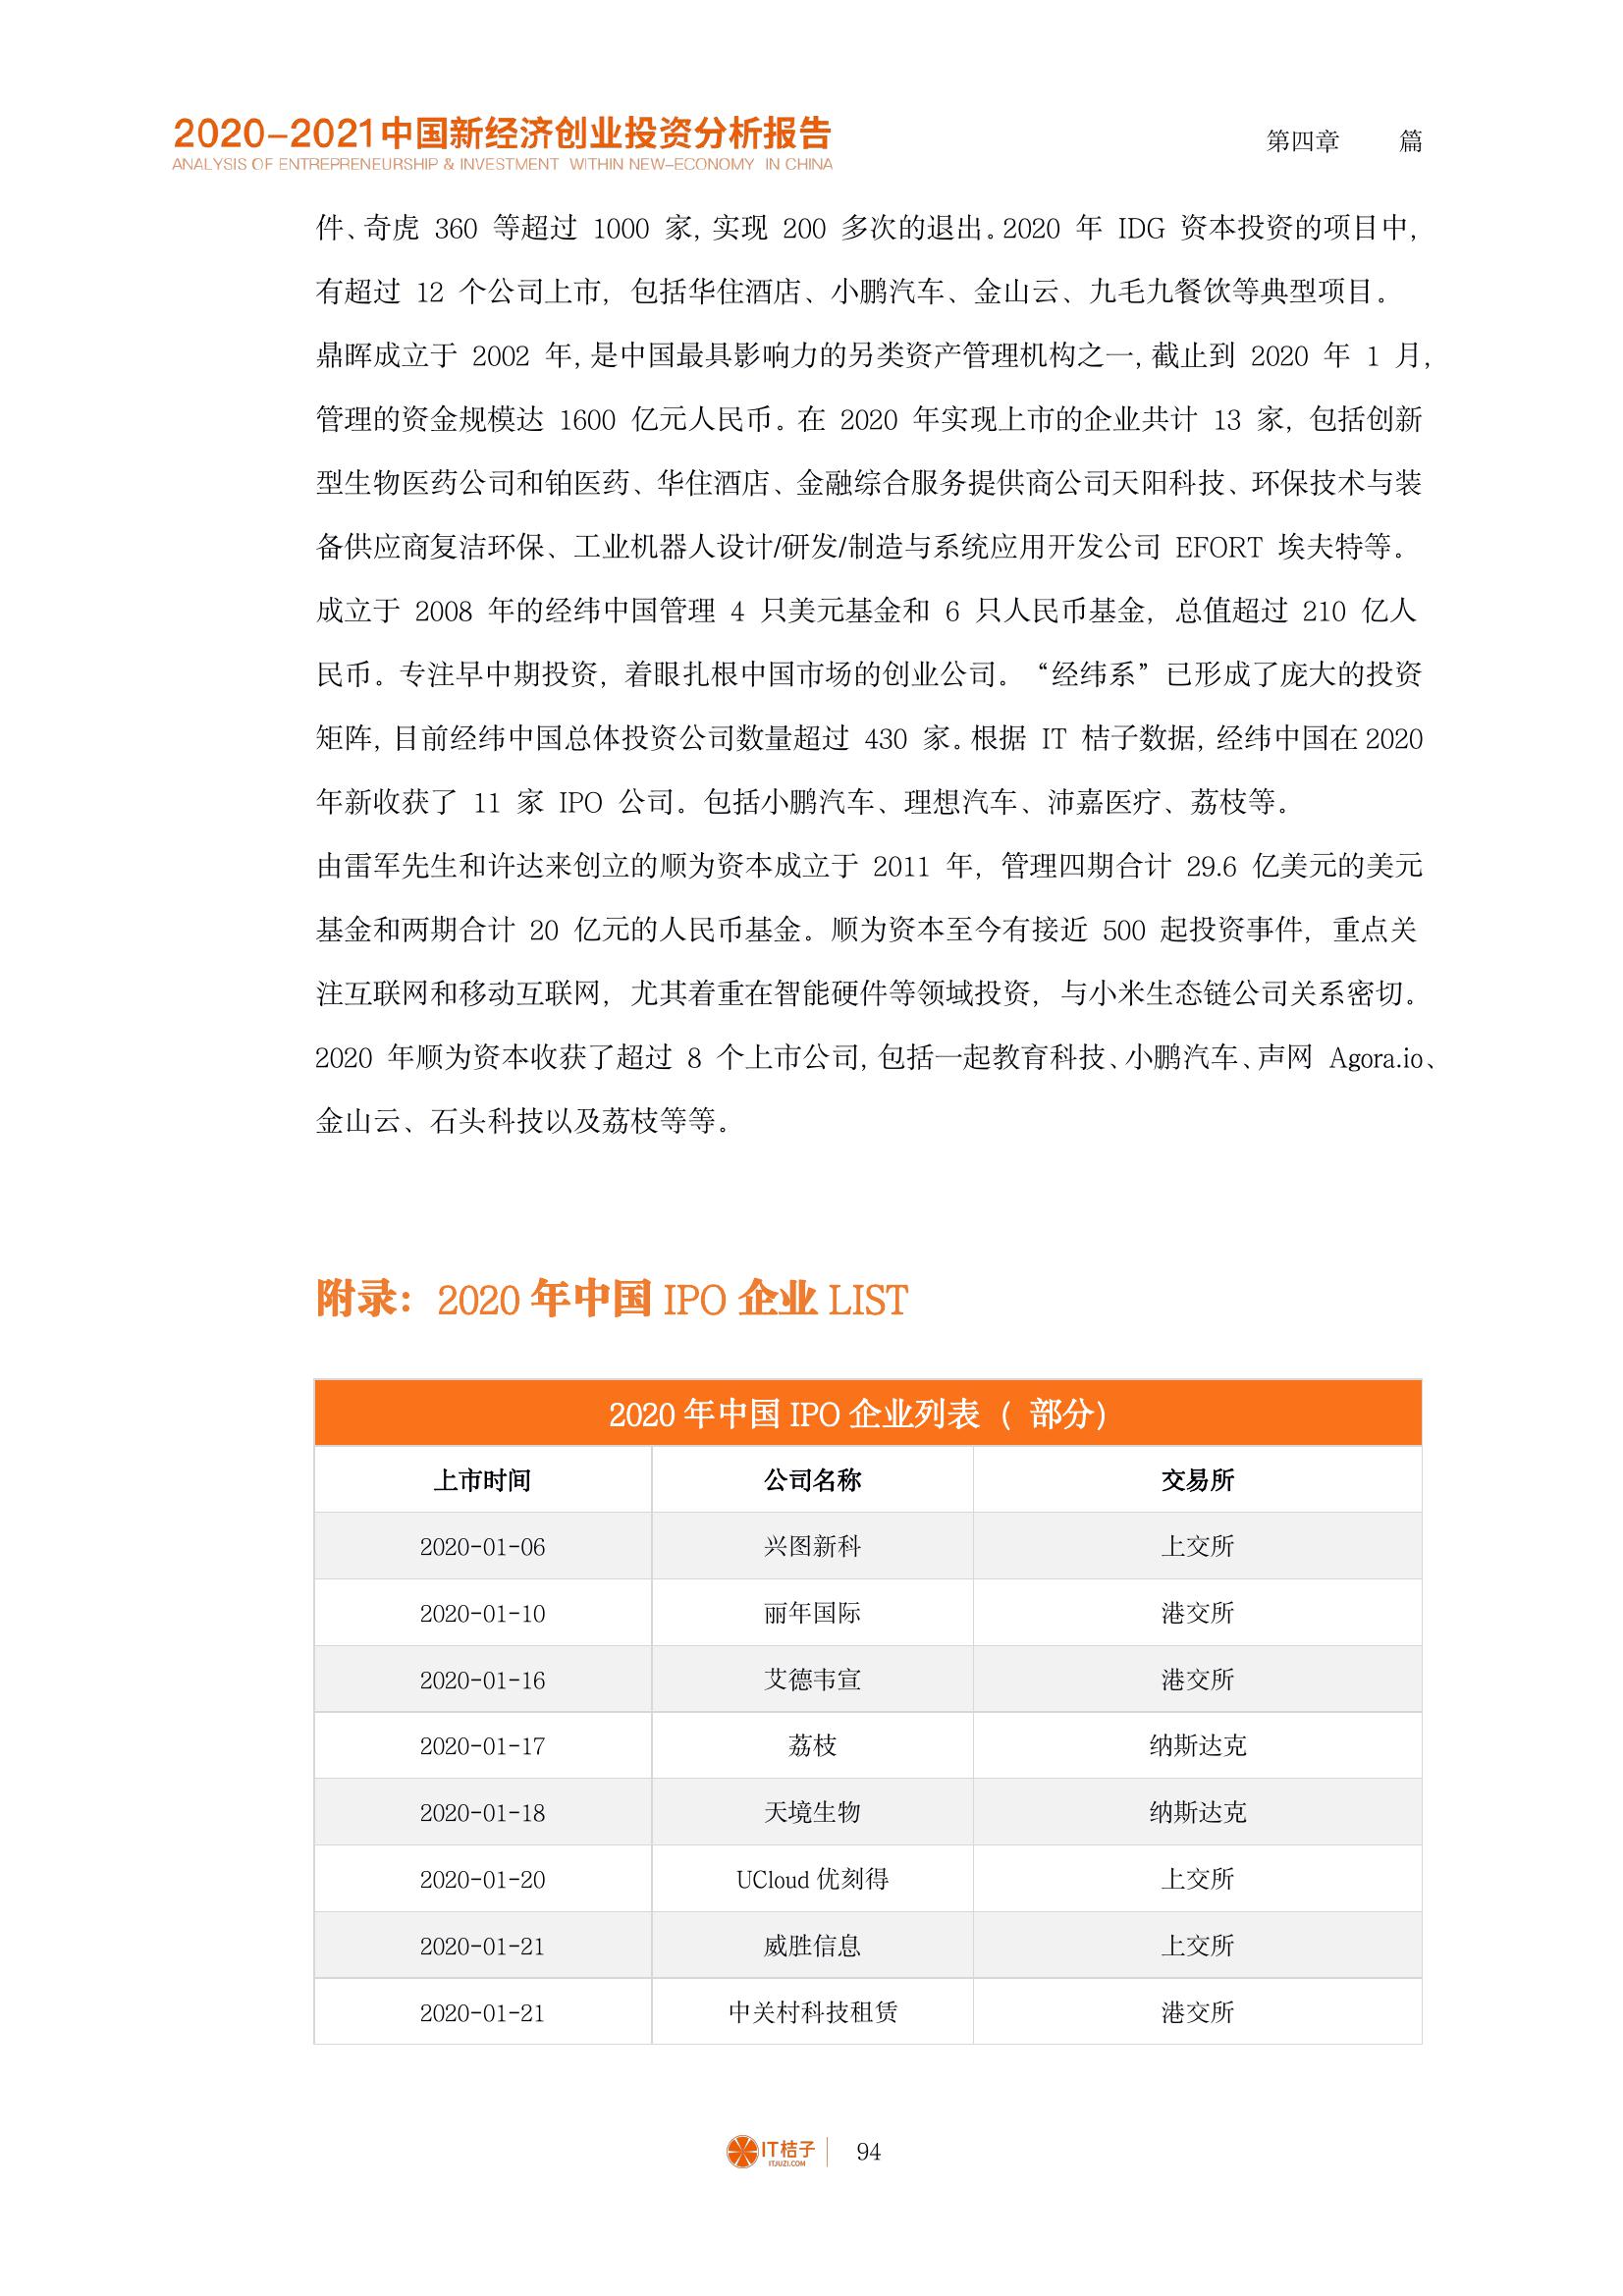 2020-2021中国新经济创业投资分析报告
ANALYSIS OF ENTREPRENEURSHIP & INVESTMENT WITHIN NEW-ECONOMY IN CHINA
第四章 篇
件、奇虎 360 等超过 1000 家, 实现 200 多次的退出。2020 年 IDG 资本投资的项目中,
有超过 12 个公司上市, 包括华住酒店、小鹏汽车、金山云、九毛九餐饮等典型项目。
鼎晖成立于 2002 年, 是中国最具影响力的另类资产管理机构之一, 截止到 2020 年 1 月,
管理的资金规模达 1600 亿元人民币。在 2020 年实现上市的企业共计 13 家, 包括创新
型生物医药公司和铂医药、华住酒店、金融综合服务提供商公司天阳科技、环保技术与装
备供应商复洁环保、工业机器人设计/研发/制造与系统应用开发公司 EFORT 埃夫特等。
成立于 2008 年的经纬中国管理 4 只美元基金和 6 只人民币基金, 总值超过 210 亿人
民币。专注早中期投资, 着眼扎根中国市场的创业公司。“经纬系”已形成了庞大的投资
矩阵, 目前经纬中国总体投资公司数量超过 430 家。根据 IT 桔子数据, 经纬中国在 2020
年新收获了 11 家 IPO 公司。包括小鹏汽车、理想汽车、沛嘉医疗、荔枝等。
由雷军先生和许达来创立的顺为资本成立于 2011 年, 管理四期合计 29.6 亿美元的美元
基金和两期合计 20 亿元的人民币基金。顺为资本至今有接近 500 起投资事件, 重点关
注互联网和移动互联网, 尤其着重在智能硬件等领域投资, 与小米生态链公司关系密切。
2020 年顺为资本收获了超过 8 个上市公司, 包括一起教育科技、小鹏汽车、声网 Agora.io、
金山云、石头科技以及荔枝等等。
附录: 2020 年中国 IPO 企业 LIST
2020 年中国 IPO 企业列表 ( 部分)
上市时间 公司名称 交易所
2020-01-06 兴图新科 上交所
2020-01-10 丽年国际 港交所
2020-01-16 艾德韦宣 港交所
2020-01-17 荔枝 纳斯达克
2020-01-18 天境生物 纳斯达克
2020-01-20 UCloud 优刻得 上交所
2020-01-21 威胜信息 上交所
2020-01-21 中关村科技租赁 港交所
IT桔子 94
ITJUZI.COM